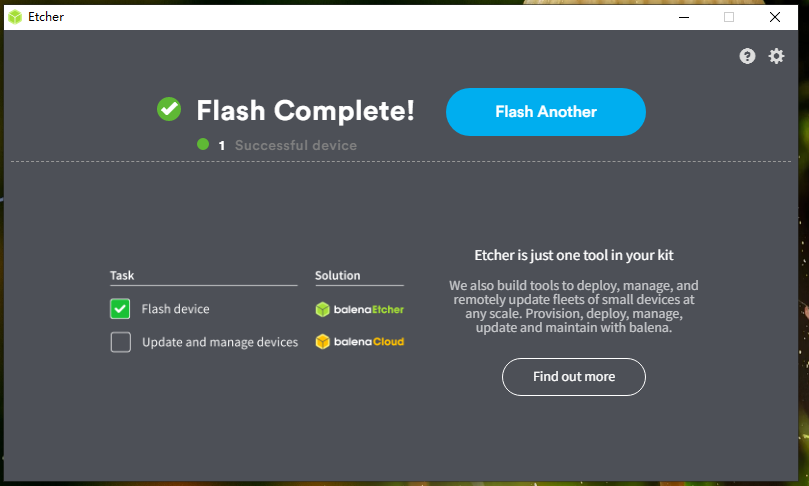 Etcher
Flash Complete!
Flash Another
1 Successful device
Task
Solution
Flash device
balenaEtcher
Update and manage devices
balenaCloud
Etcher is just one tool in your kit
We also build tools to deploy, manage, and
remotely update fleets of small devices at
any scale. Provision, deploy, manage,
update and maintain with balena.
Find out more